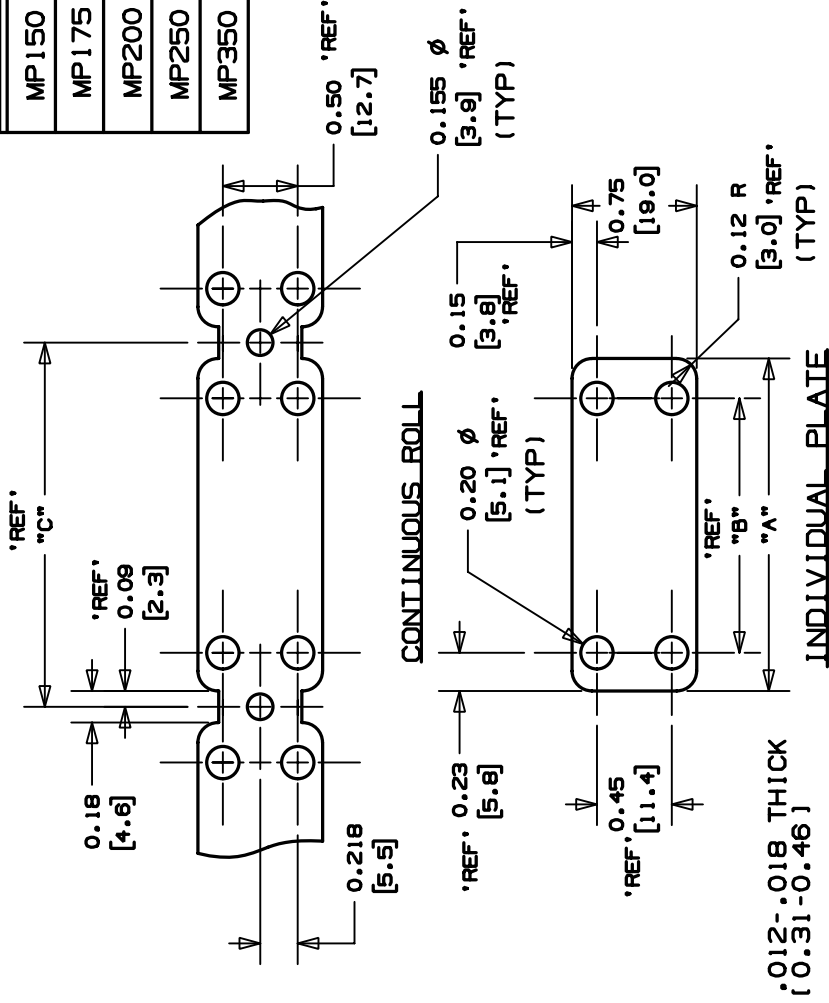 MP150
MP175
MP200
MP250
MP350
'REF'
"C"
'REF'
0.09
[2.3]
0.18
[4.6]
0.50 'REF'
[12.7]
0.155 ø
[3.9] 'REF'
(TYP)
0.218
[5.5]
CONTINUOUS ROLL
0.20 ø
[5.1] 'REF'
(TYP)
0.15
[3.8]
'REF'
0.75
[19.0]
0.12 R
[3.0] 'REF'
(TYP)
'REF' 0.23
[5.8]
'REF' 0.45
[11.4]
'REF'
"B"
"A"
INDIVIDUAL PLATE
.012-.018 THICK
[0.31-0.46]